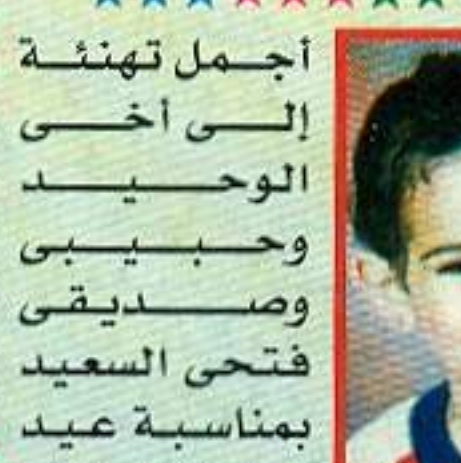 أجمل تهنئة
إلى أخى
الوحيد
وحبيبى
وصديقى
فتحى السعيد
بمناسبة عيد